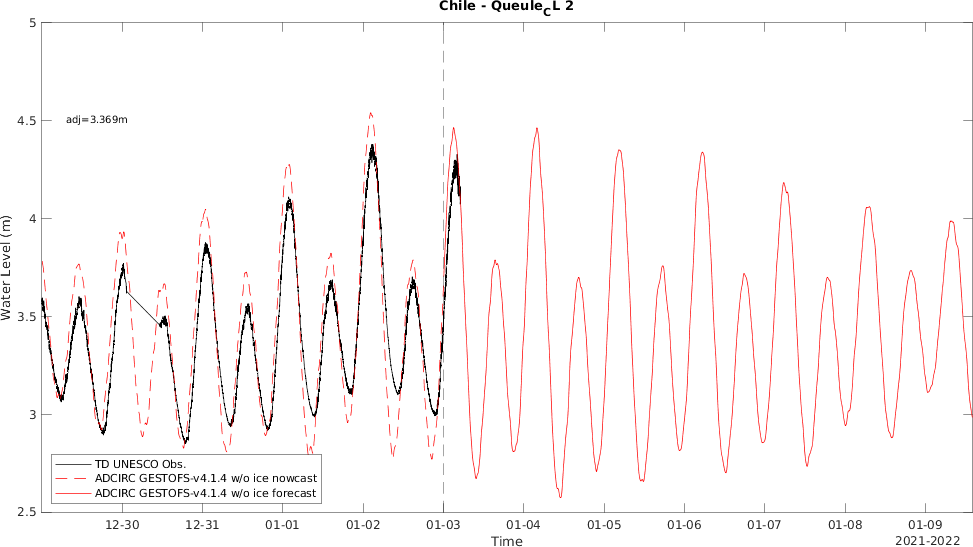 Chile - Queule_CL 2
5
4.5
4
3.5
3
2.5
adj=3.369m
Water Level (m)
TD UNESCO Obs.
ADCIRC GESTOFS-v4.1.4 w/o ice nowcast
ADCIRC GESTOFS-v4.1.4 w/o ice forecast
12-30 12-31 01-01 01-02 01-03 01-04 01-05 01-06 01-07 01-08 01-09
Time
2021-2022